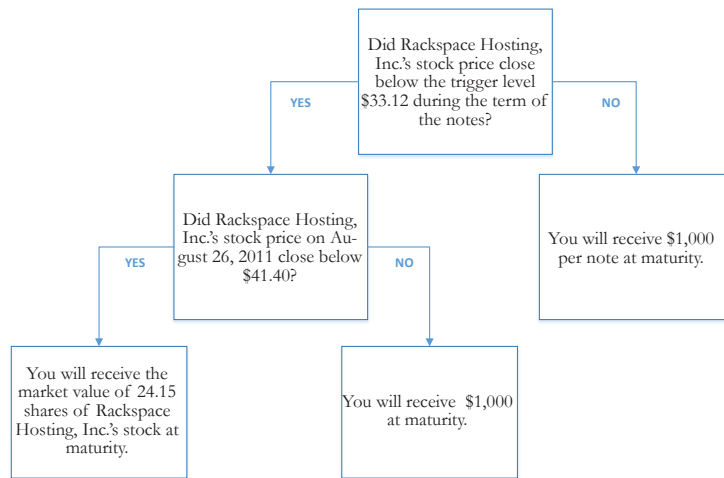 Did Rackspace Hosting,
Inc.'s stock price close
below the trigger level
$33.12 during the term of
the notes?
YES
NO
Did Rackspace Hosting,
Inc.'s stock price on Au-
gust 26, 2011 close below
$41.40?
You will receive $1,000
per note at maturity.
YES
NO
You will receive the
market value of 24.15
shares of Rackspace
Hosting, Inc.'s stock at
maturity.
You will receive $1,000
at maturity.